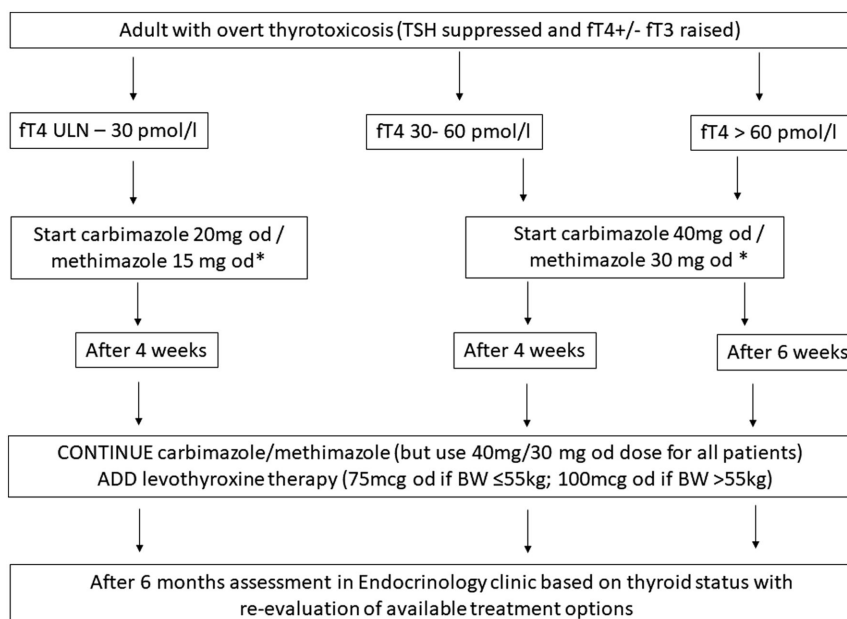 Adult with overt thyrotoxicosis (TSH suppressed and fT4+/- fT3 raised)
fT4 ULN – 30 pmol/l
fT4 30- 60 pmol/l
fT4 > 60 pmol/l
Start carbimazole 20mg od /
methimazole 15 mg od*
Start carbimazole 40mg od /
methimazole 30 mg od *
After 4 weeks
After 4 weeks
After 6 weeks
CONTINUE carbimazole/methimazole (but use 40mg/30 mg od dose for all patients)
ADD levothyroxine therapy (75mcg od if BW ≤55kg; 100mcg od if BW >55kg)
After 6 months assessment in Endocrinology clinic based on thyroid status with
re-evaluation of available treatment options